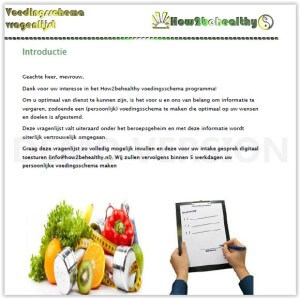 Voedingsschema
vragenlijst
How2behealthy
Introductie
Geachte heer, mevrouw,
Dank voor uw interesse in het How2behealthy voedingsschema programma!
Om u optimaal van dienst te kunnen zijn, is het voor u en ons van belang om informatie te
vergaren, zodoende een (persoonlijk) voedingsschema te maken die optimaal op uw wensen
en doelen is afgestemd.
Deze vragenlijst valt uiteraard onder het beroepsgeheim en met deze informatie wordt
uiterlijk vertrouwelijk omgegaan.
Graag deze vragenlijst zo volledig mogelijk invullen en deze voor uw intake gesprek digitaal
toesturen (info@how2behealthy.nl). Wij zullen vervolgens binnen 5 werkdagen uw
persoonlijke voedingsschema maken